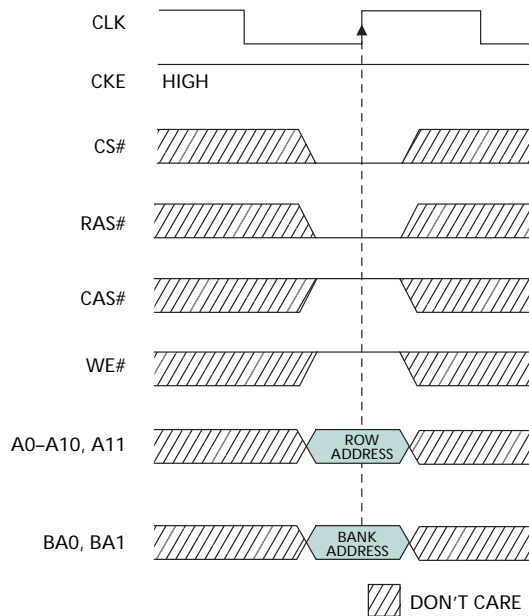 CLK
CKE HIGH
CS#
RAS#
CAS#
WE#
A0–A10, A11 ROW
ADDRESS
BA0, BA1 BANK
ADDRESS
DON'T CARE